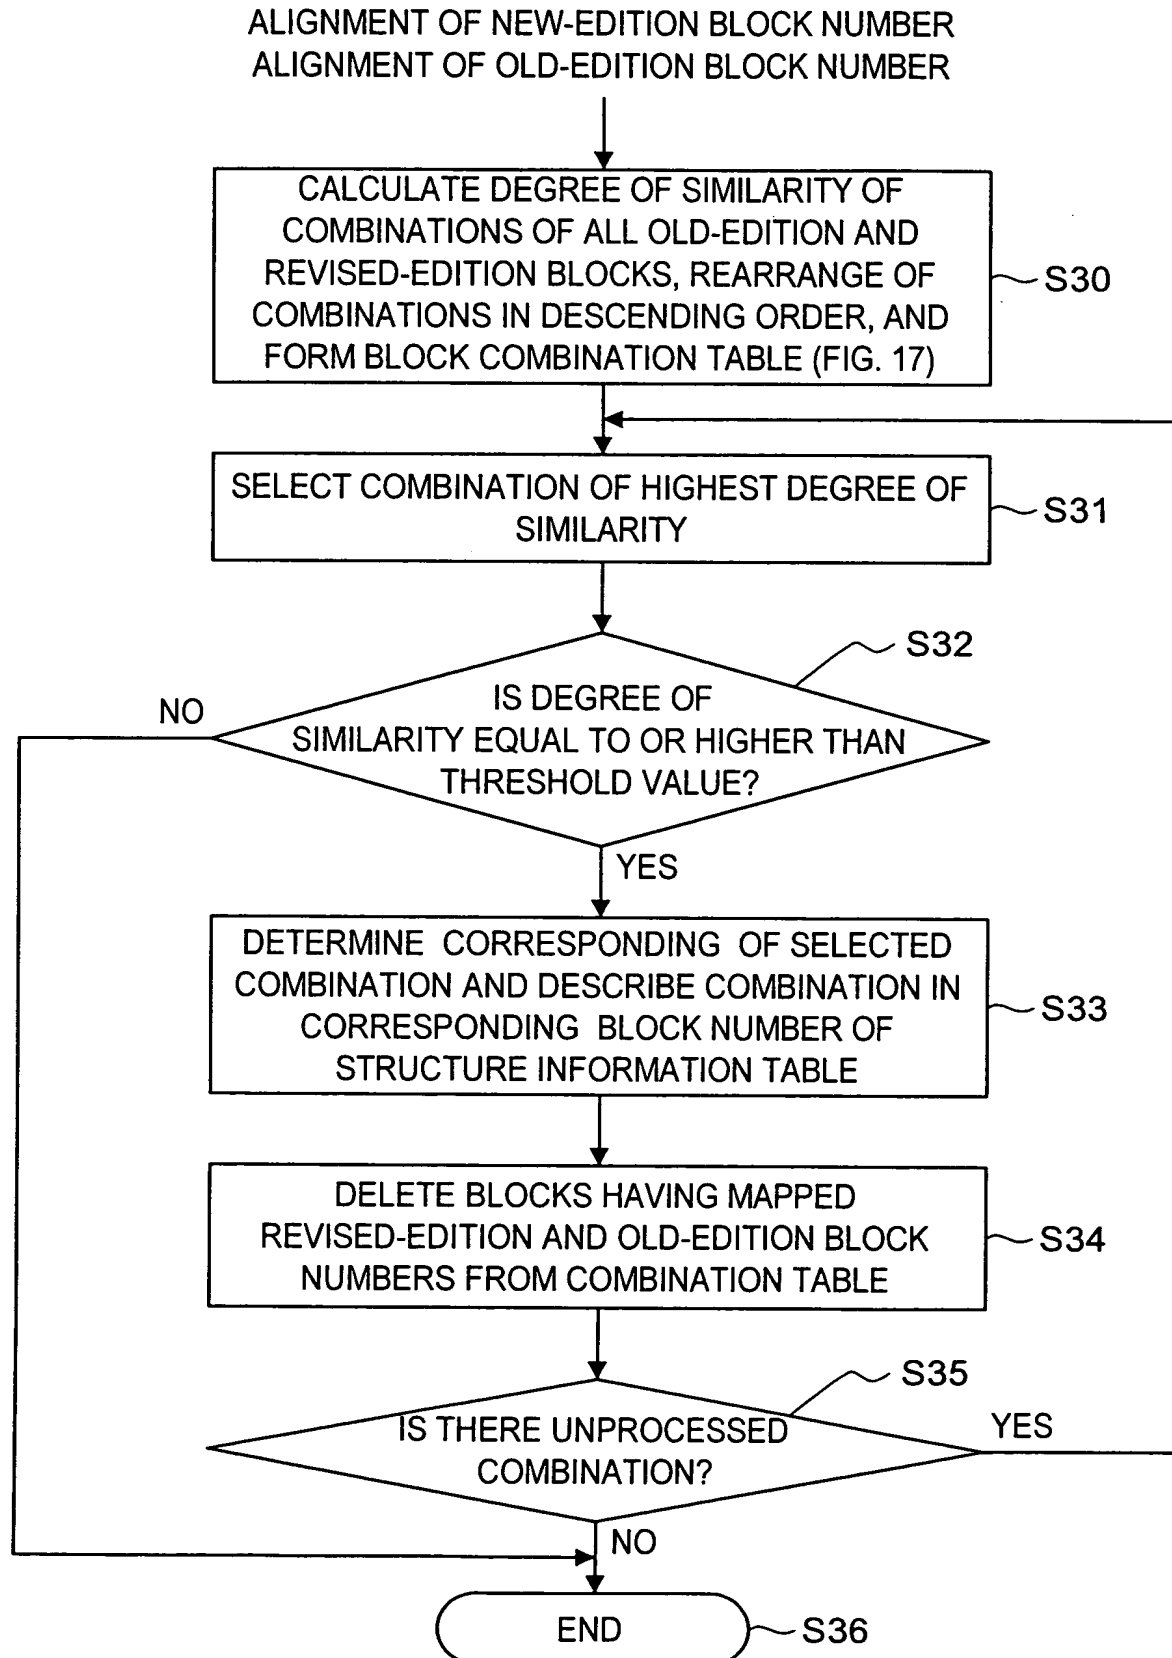 ALIGNMENT OF NEW-EDITION BLOCK NUMBER
ALIGNMENT OF OLD-EDITION BLOCK NUMBER
CALCULATE DEGREE OF SIMILARITY OF
COMBINATIONS OF ALL OLD-EDITION AND
REVISED-EDITION BLOCKS, REARRANGE OF
COMBINATIONS IN DESCENDING ORDER, AND
FORM BLOCK COMBINATION TABLE (FIG. 17)
S30
SELECT COMBINATION OF HIGHEST DEGREE OF
SIMILARITY
S31
S32
NO
IS DEGREE OF
SIMILARITY EQUAL TO OR HIGHER THAN
THRESHOLD VALUE?
YES
DETERMINE CORRESPONDING OF SELECTED
COMBINATION AND DESCRIBE COMBINATION IN
CORRESPONDING BLOCK NUMBER OF
STRUCTURE INFORMATION TABLE
S33
DELETE BLOCKS HAVING MAPPED
REVISED-EDITION AND OLD-EDITION BLOCK
NUMBERS FROM COMBINATION TABLE
S34
S35
IS THERE UNPROCESSED
COMBINATION?
YES
NO
END
S36